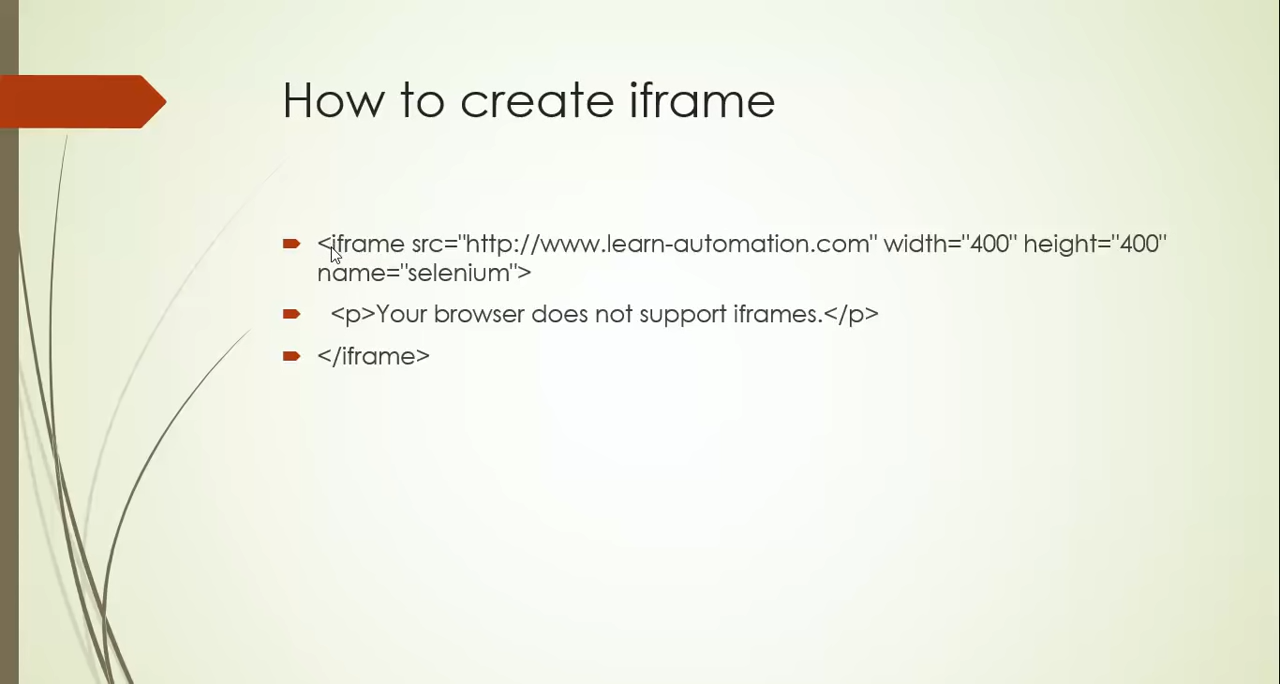 How to create iframe
<iframe src="http://www.learn-automation.com" width="400" height="400"
name="selenium">
<p>Your browser does not support iframes.</p>
</iframe>